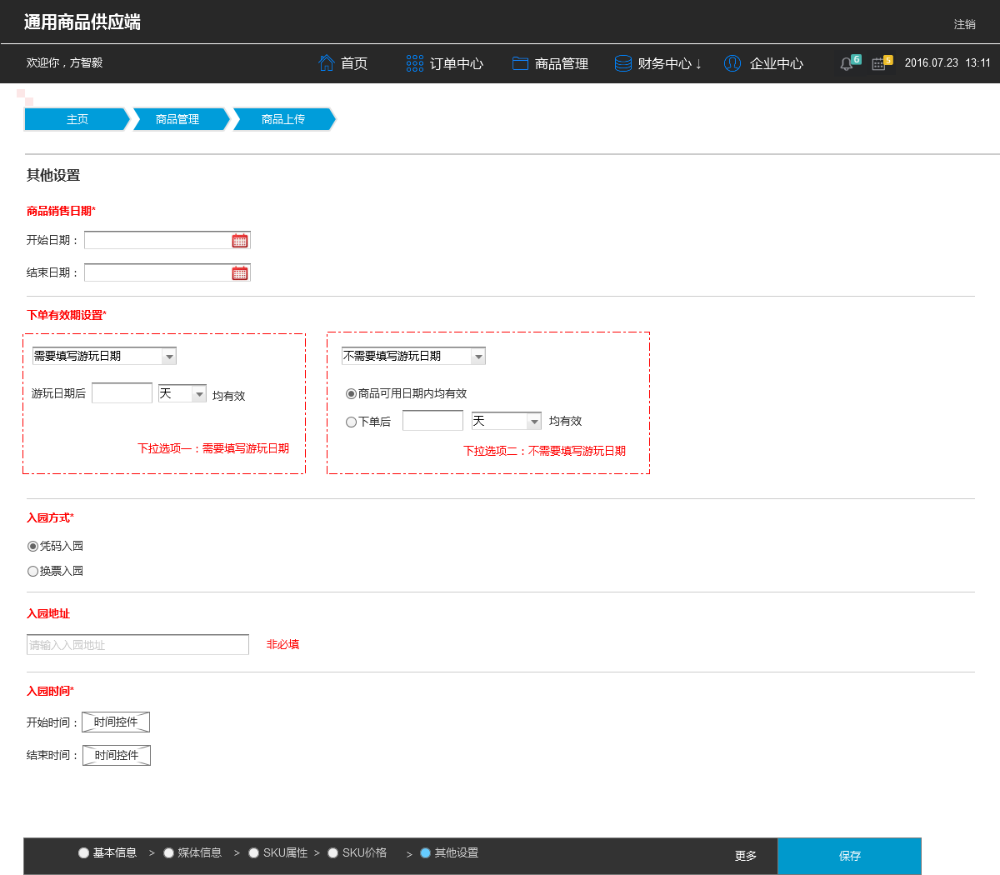 通用商品供应端
注销
欢迎你，方智毅 首页 订单中心 商品管理 财务中心↓ 企业中心 6 5 2016.07.23 13:11
主页 商品管理 商品上传
其他设置
商品销售日期*
开始日期：
结束日期：
下单有效期设置*
需要填写游玩日期
游玩日期后 天 均有效
下拉选项一：需要填写游玩日期
不需要填写游玩日期
商品可用日期内均有效
下单后 天 均有效
下拉选项二：不需要填写游玩日期
入园方式*
凭码入园
换票入园
入园地址
请输入入园地址 非必填
入园时间*
开始时间： 时间控件
结束时间： 时间控件
基本信息 > 媒体信息 > SKU属性 > SKU价格 > 其他设置 更多 保存